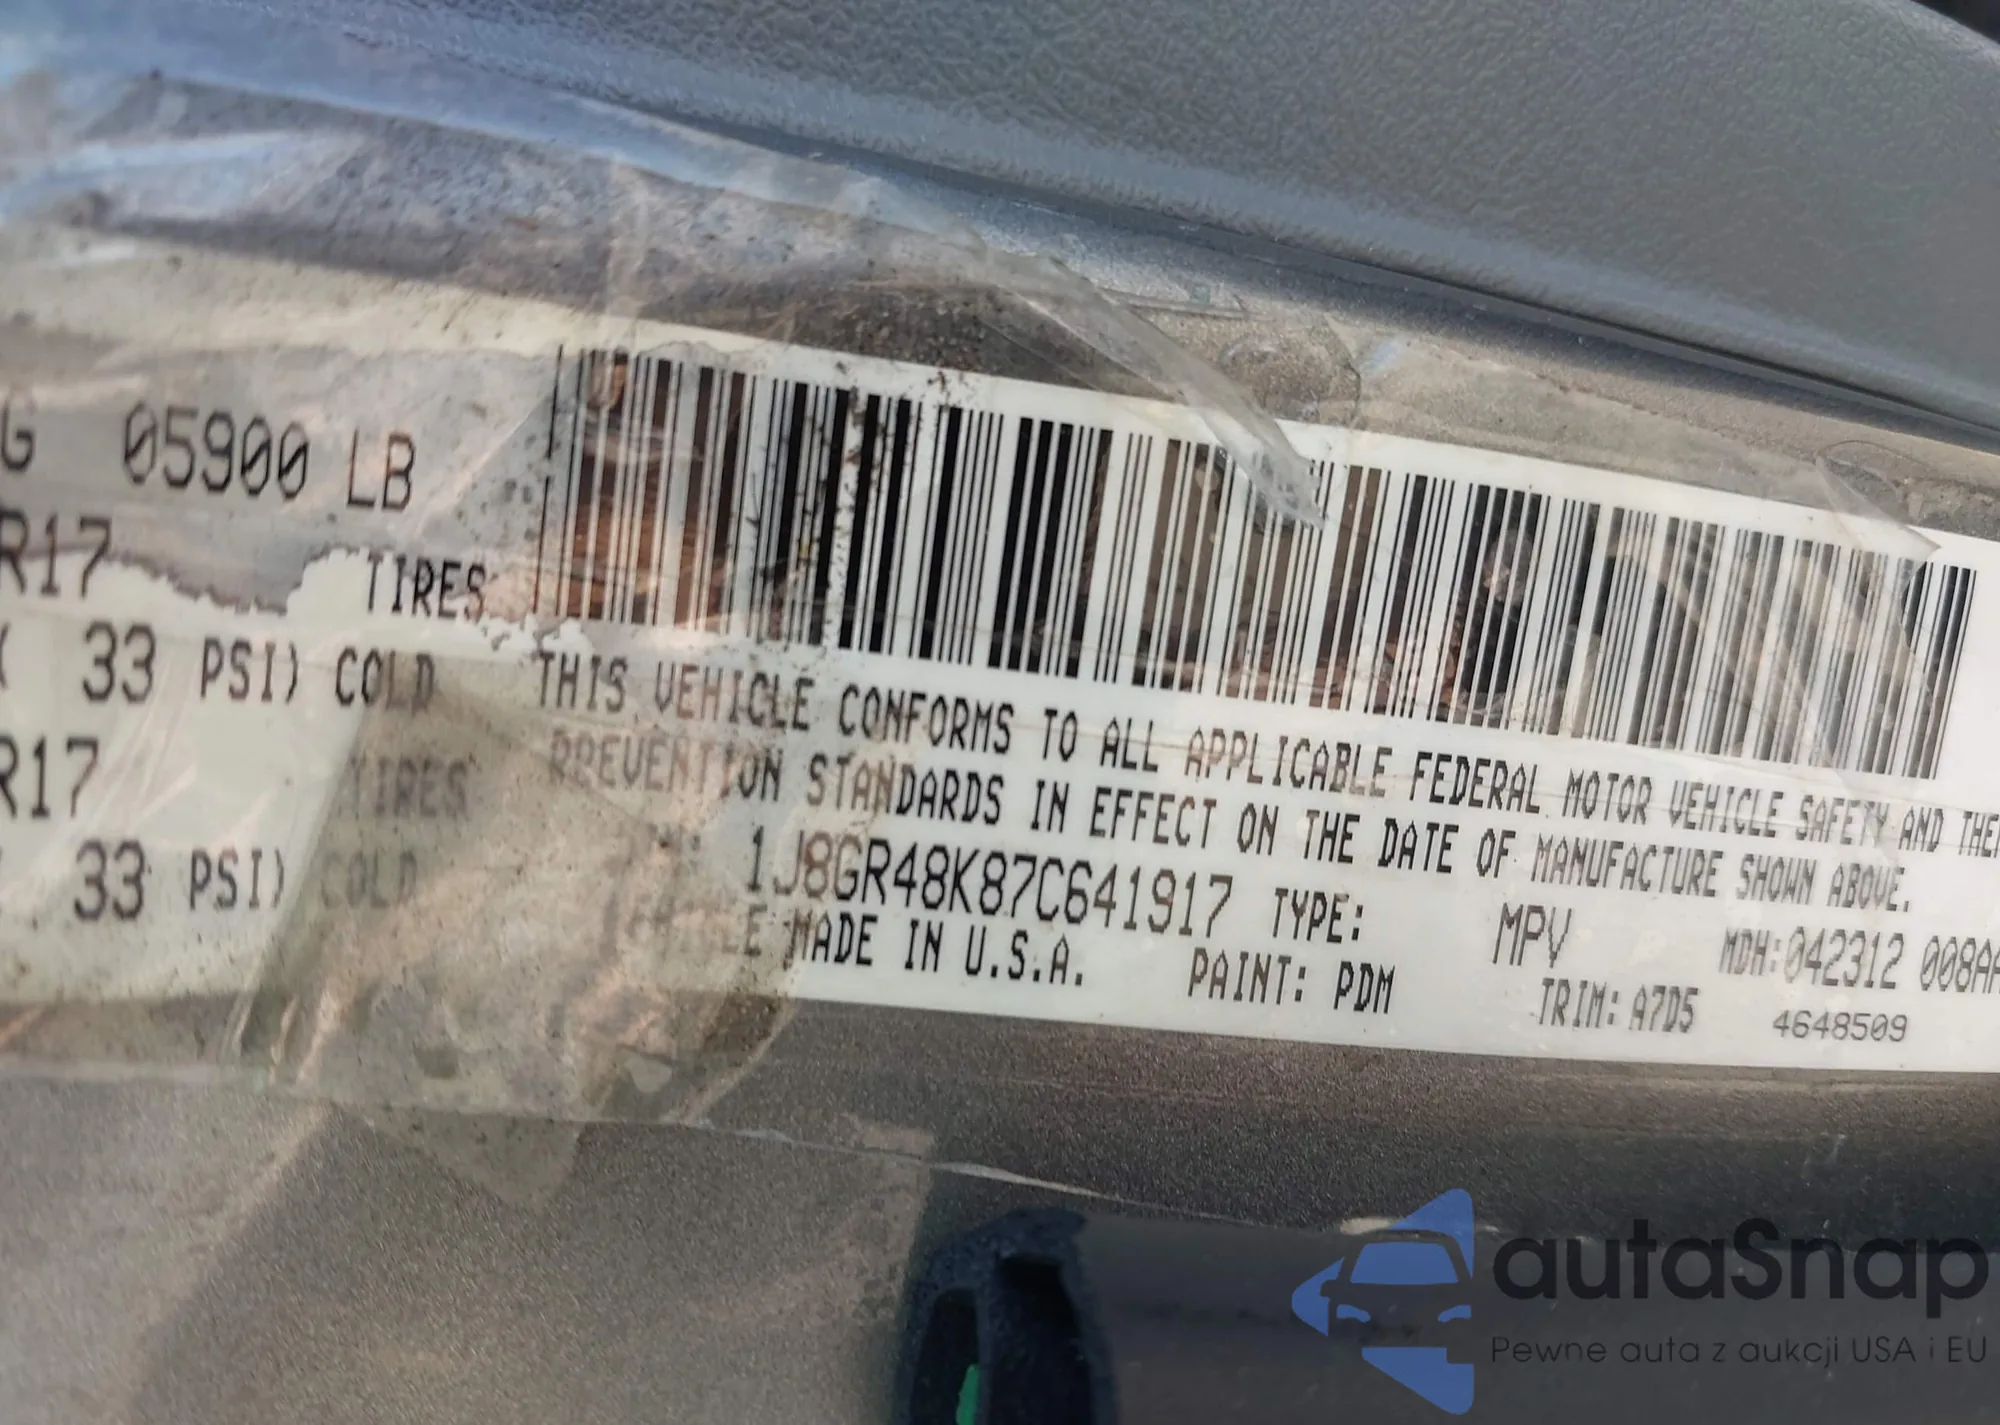 G 05900 LB
R17 TIRES
33 PSI) COLD
R17 TIRES
33 PSI) COLD
THIS VEHICLE CONFORMS TO ALL APPLICABLE FEDERAL MOTOR VEHICLE SAFETY AND THE
PREVENTION STANDARDS IN EFFECT ON THE DATE OF MANUFACTURE SHOWN ABOVE.
1J8GR48K87C641917 TYPE: MPV MDH:042312 008AA
MADE IN U.S.A. PAINT: PDM TRIM: A7D5 4648509
autaSnap
Pewne auta z aukcji USA i EU